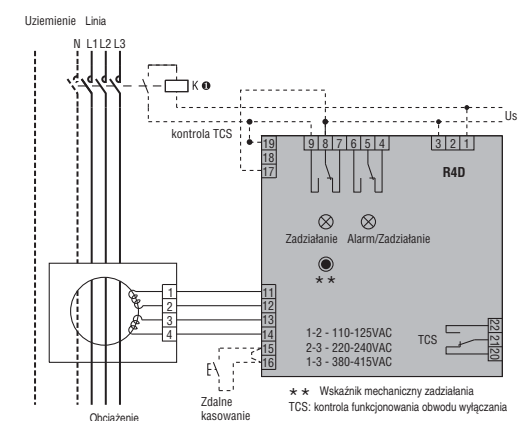 Uziemienie Linia
N L1 L2 L3
K ❶
Us
kontrola TCS
19 9 8 7 6 5 4 3 2 1
18
17
R4D
Zadziałanie Alarm/Zadziałanie
* *
1 11
2 12
3 13
4 14
15
16
1-2 - 110-125VAC
2-3 - 220-240VAC
1-3 - 380-415VAC
TCS
22
21
20
E
Zdalne
kasowanie
Obciążenie
* * Wskaźnik mechaniczny zadziałania
TCS: kontrola funkcjonowania obwodu wyłączania